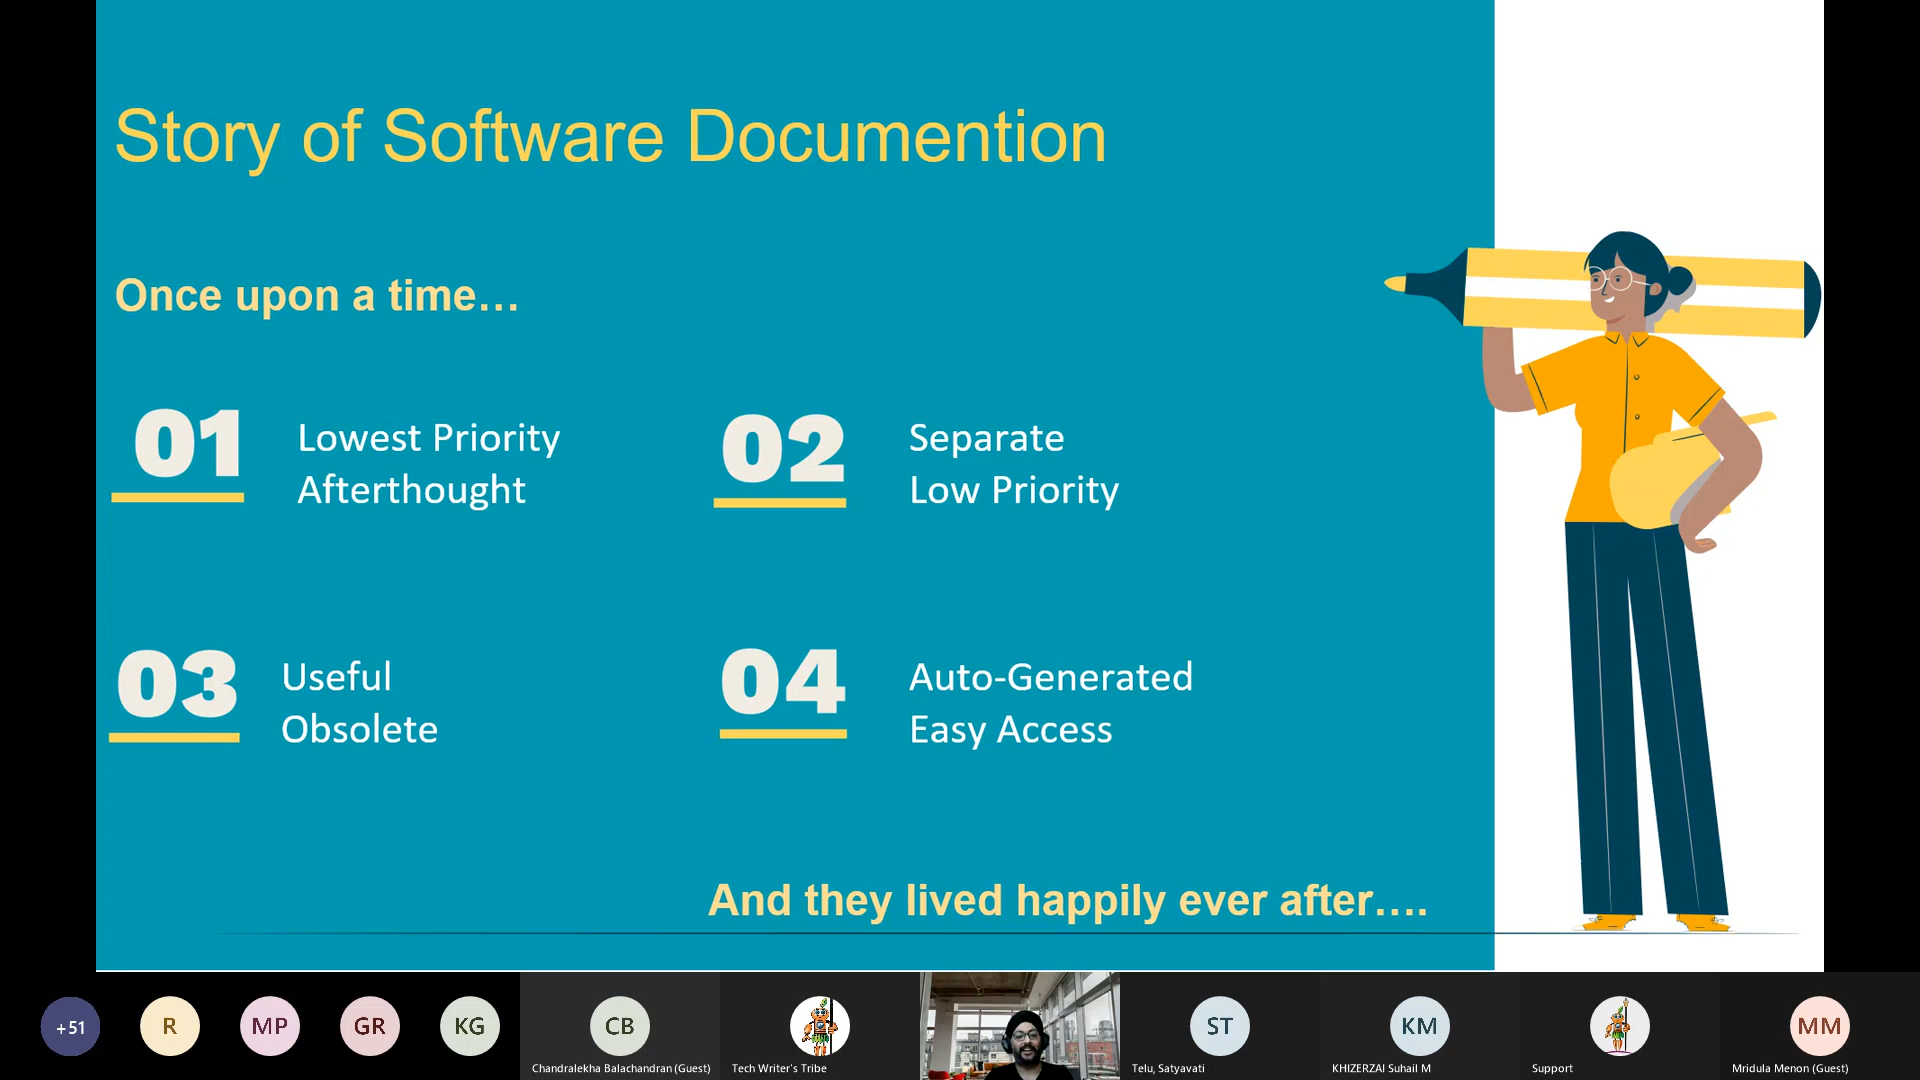 Story of Software Documention
Once upon a time…
01
Lowest Priority
Afterthought
02
Separate
Low Priority
03
Useful
Obsolete
04
Auto-Generated
Easy Access
And they lived happily ever after….
+51
R
MP
GR
KG
CB
Chandralekha Balachandran (Guest)
Tech Writer's Tribe
ST
Telu, Satyavati
KM
KHIZERZAI Suhail M
Support
MM
Mridula Menon (Guest)